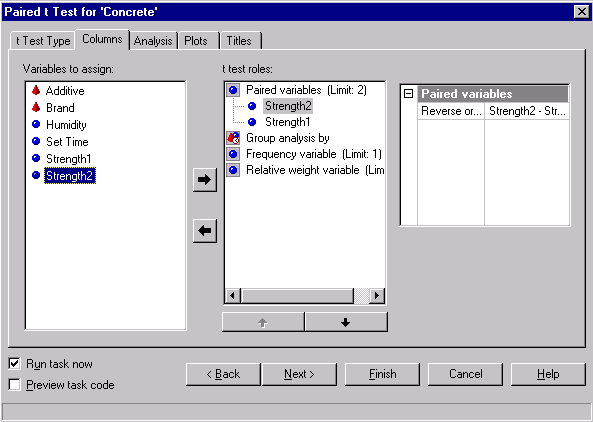 Paired t Test for 'Concrete'
t Test Type Columns Analysis Plots Titles
Variables to assign:
Additive
Brand
Humidity
Set Time
Strength1
Strength2
t test roles:
Paired variables (Limit: 2)
Strength2
Strength1
Group analysis by
Frequency variable (Limit: 1)
Relative weight variable (Lim
Paired variables
Reverse or... Strength2 - Str...
Run task now
Preview task code
< Back Next > Finish Cancel Help